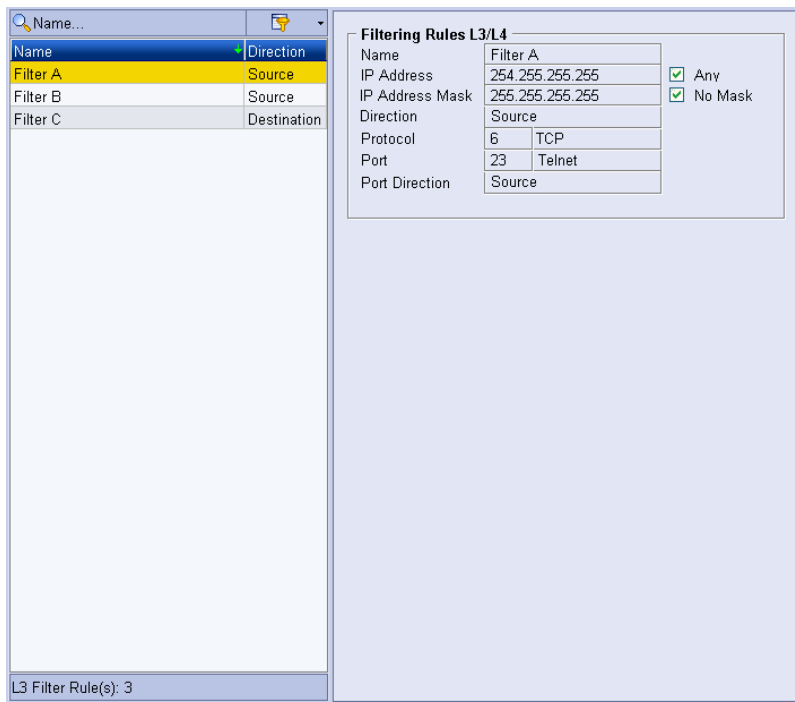 Name...
Name Direction
Filter A Source
Filter B Source
Filter C Destination
L3 Filter Rule(s): 3
Filtering Rules L3/L4
Name Filter A
IP Address 254.255.255.255 Any
IP Address Mask 255.255.255.255 No Mask
Direction Source
Protocol 6 TCP
Port 23 Telnet
Port Direction Source